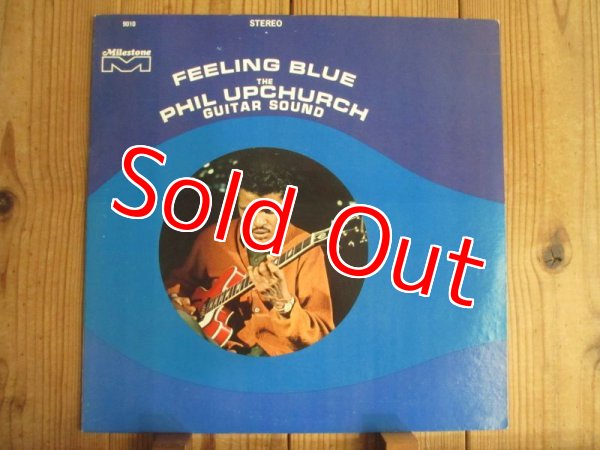 9010
STEREO
Milestone
M
FEELING BLUE
THE
PHIL UPCHURCH
GUITAR SOUND
Sold Out